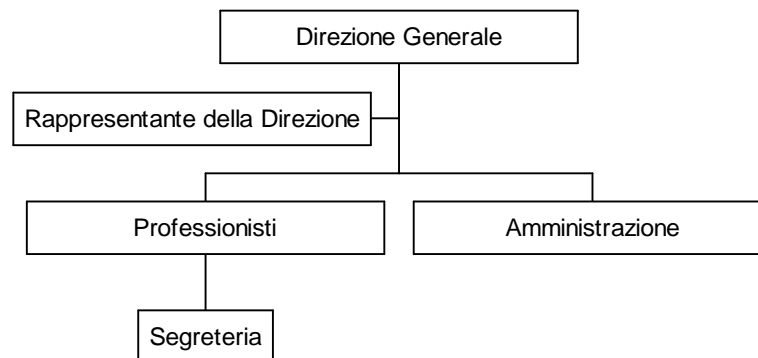 Direzione Generale
Rappresentante della Direzione
Professionisti
Amministrazione
Segreteria